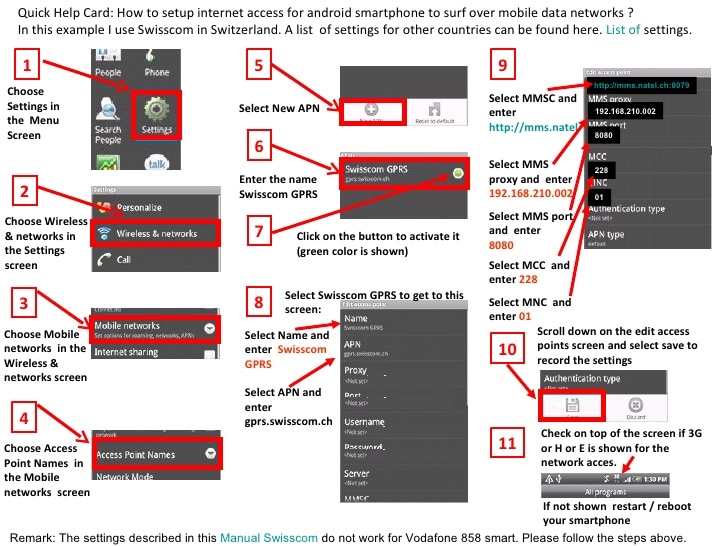 Quick Help Card: How to setup internet access for android smartphone to surf over mobile data networks ?
In this example I use Swisscom in Switzerland. A list of settings for other countries can be found here. List of settings.
1
Choose
Settings in
the Menu
Screen
People
Phone
Search
People
Settings
talk
2
Choose Wireless
& networks in
the Settings
screen
Settings
Personalize
Wireless & networks
Call
3
Choose Mobile
networks in the
Wireless &
networks screen
Mobile networks
Set options for roaming, networks, APNs
Internet sharing
4
Choose Access
Point Names in
the Mobile
networks screen
network
Access Point Names
Network Mode
5
Select New APN
Reset to default
6
Enter the name
Swisscom GPRS
Swisscom GPRS
gprs.swisscom.ch
7
Click on the button to activate it
(green color is shown)
8
Select Swisscom GPRS to get to this
screen:
Select Name and
enter Swisscom
GPRS
Select APN and
enter
gprs.swisscom.ch
Edit access point
Name
Swisscom GPRS
APN
gprs.swisscom.ch
Proxy
<Not set>
Port
<Not set>
Username
<Not set>
Password
<Not set>
Server
<Not set>
MMSC
9
Select MMSC and
enter
http://mms.natel
Select MMS
proxy and enter
192.168.210.002
Select MMS port
and enter
8080
Select MCC and
enter 228
Select MNC and
enter 01
Edit access point
http://mms.natel.ch:8079
MMS proxy
192.168.210.002
MMS port
8080
MCC
228
MNC
01
Authentication type
<Not set>
APN type
default
10
Scroll down on the edit access
points screen and select save to
record the settings
Authentication type
<Not set>
Save
Discard
11
Check on top of the screen if 3G
or H or E is shown for the
network acces.
1:30 PM
All programs
If not shown restart / reboot
your smartphone
Remark: The settings described in this Manual Swisscom do not work for Vodafone 858 smart. Please follow the steps above.